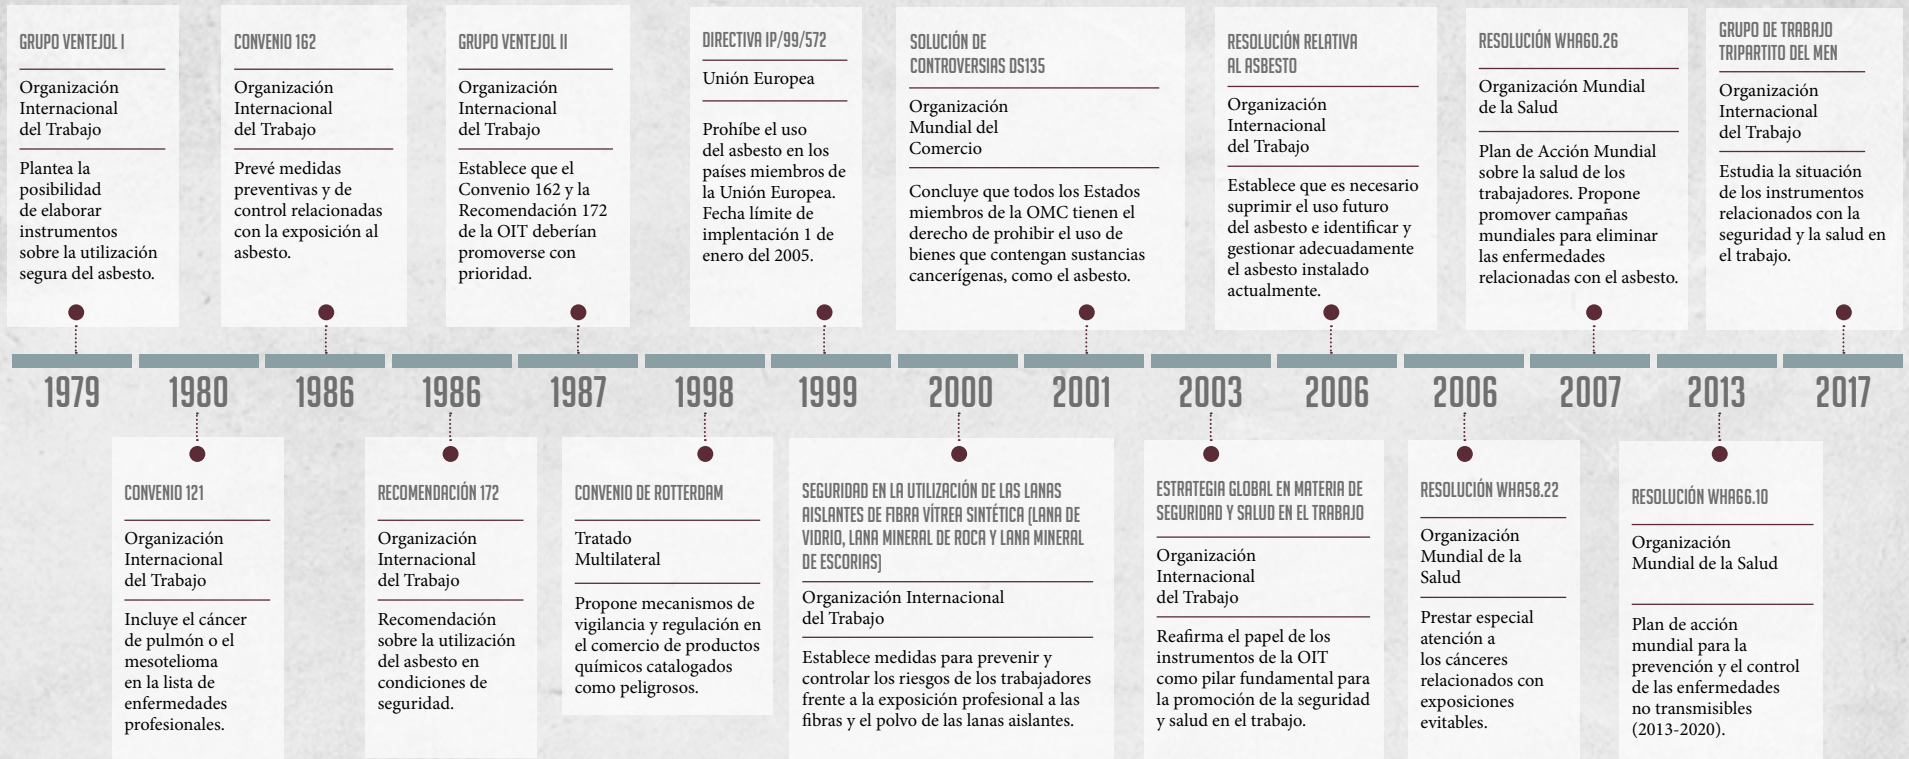 GRUPO VENTEJOL I
Organización
Internacional
del Trabajo
Plantea la
posibilidad
de elaborar
instrumentos
sobre la utilización
segura del asbesto.
CONVENIO 162
Organización
Internacional
del Trabajo
Prevé medidas
preventivas y de
control relacionadas
con la exposición al
asbesto.
GRUPO VENTEJOL II
Organización
Internacional
del Trabajo
Establece que el
Convenio 162 y la
Recomendación 172
de la OIT deberían
promoverse con
prioridad.
DIRECTIVA IP/99/572
Unión Europea
Prohíbe el uso
del asbesto en los
países miembros de
la Unión Europea.
Fecha límite de
implentación 1 de
enero del 2005.
SOLUCIÓN DE
CONTROVERSIAS DS135
Organización
Mundial del
Comercio
Concluye que todos los Estados
miembros de la OMC tienen el
derecho de prohibir el uso de
bienes que contengan sustancias
cancerígenas, como el asbesto.
RESOLUCIÓN RELATIVA
AL ASBESTO
Organización
Internacional
del Trabajo
Establece que es necesario
suprimir el uso futuro
del asbesto e identificar y
gestionar adecuadamente
el asbesto instalado
actualmente.
RESOLUCIÓN WHA60.26
Organización Mundial
de la Salud
Plan de Acción Mundial
sobre la salud de los
trabajadores. Propone
promover campañas
mundiales para eliminar
las enfermedades
relacionadas con el asbesto.
GRUPO DE TRABAJO
TRIPARTITO DEL MEN
Organización
Internacional
del Trabajo
Estudia la situación
de los instrumentos
relacionados con la
seguridad y la salud en
el trabajo.
1979 1980 1986 1986 1987 1998 1999 2000 2001 2003 2006 2006 2007 2013 2017
CONVENIO 121
Organización
Internacional
del Trabajo
Incluye el cáncer
de pulmón o el
mesotelioma
en la lista de
enfermedades
profesionales.
RECOMENDACIÓN 172
Organización
Internacional
del Trabajo
Recomendación
sobre la utilización
del asbesto en
condiciones de
seguridad.
CONVENIO DE ROTTERDAM
Tratado
Multilateral
Propone mecanismos de
vigilancia y regulación en
el comercio de productos
químicos catalogados
como peligrosos.
SEGURIDAD EN LA UTILIZACIÓN DE LAS LANAS
AISLANTES DE FIBRA VÍTREA SINTÉTICA (LANA DE
VIDRIO, LANA MINERAL DE ROCA Y LANA MINERAL
DE ESCORIAS)
Organización Internacional
del Trabajo
Establece medidas para prevenir y
controlar los riesgos de los trabajadores
frente a la exposición profesional a las
fibras y el polvo de las lanas aislantes.
ESTRATEGIA GLOBAL EN MATERIA DE
SEGURIDAD Y SALUD EN EL TRABAJO
Organización
Internacional
del Trabajo
Reafirma el papel de los
instrumentos de la OIT
como pilar fundamental para
la promoción de la seguridad
y salud en el trabajo.
RESOLUCIÓN WHA58.22
Organización
Mundial de la
Salud
Prestar especial
atención a
los cánceres
relacionados con
exposiciones
evitables.
RESOLUCIÓN WHA66.10
Organización
Mundial de la Salud
Plan de acción
mundial para la
prevención y el control
de las enfermedades
no transmisibles
(2013-2020).